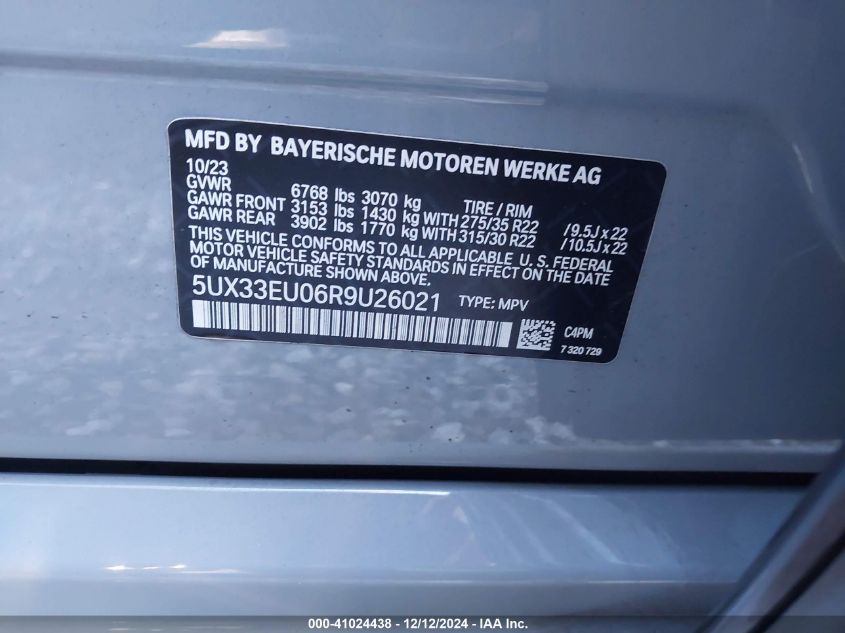 MFD BY BAYERISCHE MOTOREN WERKE AG
10/23
GVWR 6768 lbs 3070 kg TIRE / RIM
GAWR FRONT 3153 lbs 1430 kg WITH 275/35 R22 /9.5J x 22
GAWR REAR 3902 lbs 1770 kg WITH 315/30 R22 /10.5J x 22
THIS VEHICLE CONFORMS TO ALL APPLICABLE U. S. FEDERAL
MOTOR VEHICLE SAFETY STANDARDS IN EFFECT ON THE DATE
OF MANUFACTURE SHOWN ABOVE.
5UX33EU06R9U26021 TYPE: MPV
C4PM
7 320 729
000-41024438 - 12/12/2024 - IAA Inc.